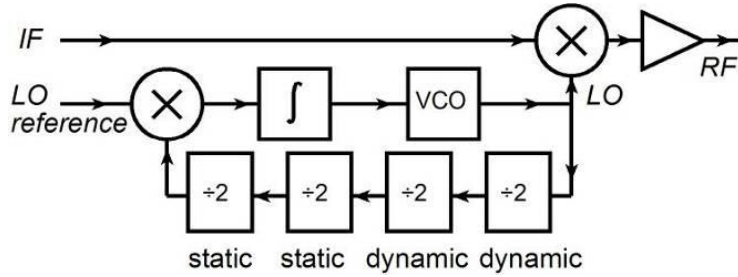 IF
RF
LO
reference
∫
VCO
LO
÷2
÷2
÷2
÷2
static
static
dynamic
dynamic